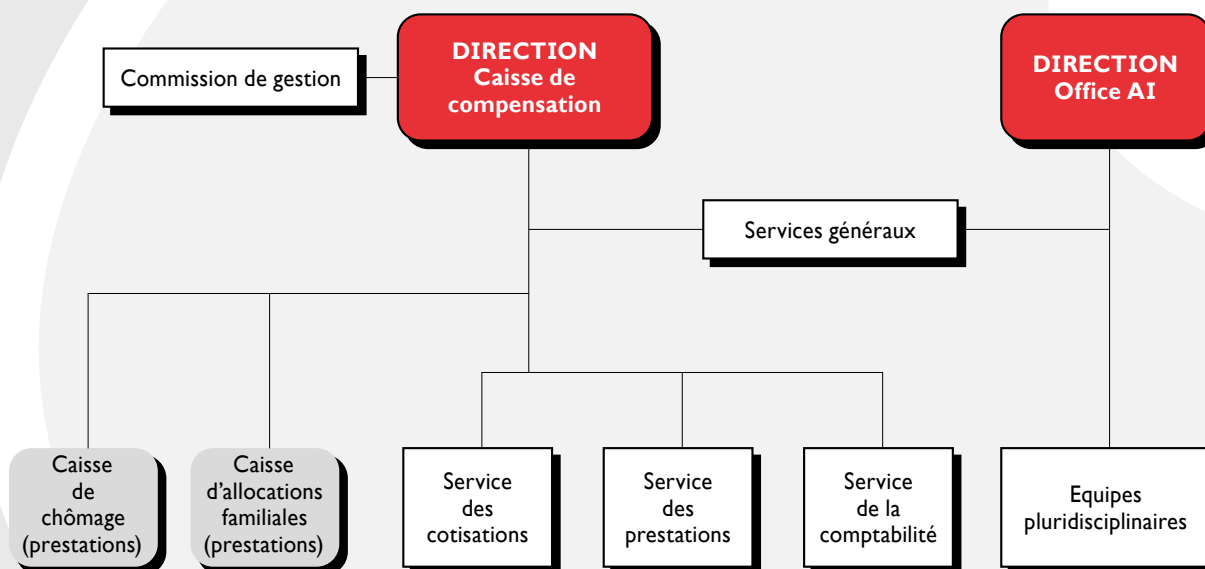 Commission de gestion
DIRECTION
Caisse de
compensation
DIRECTION
Office AI
Services généraux
Caisse
de
chômage
(prestations)
Caisse
d'allocations
familiales
(prestations)
Service
des
cotisations
Service
des
prestations
Service
de la
comptabilité
Equipes
pluridisciplinaires